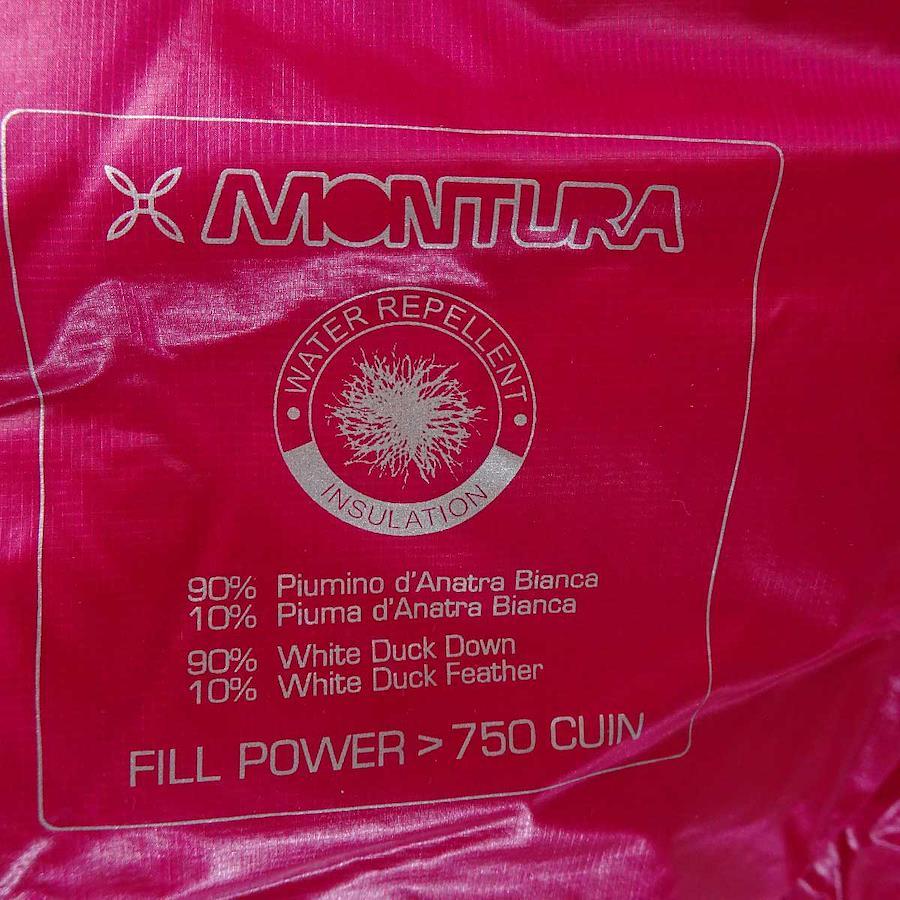 MONTURA
WATER REPELLENT
INSULATION
90% Piumino d'Anatra Bianca
10% Piuma d'Anatra Bianca
90% White Duck Down
10% White Duck Feather
FILL POWER > 750 CUIN